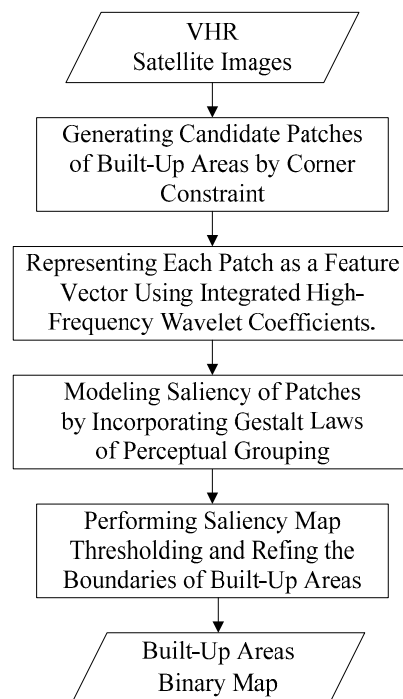 VHR
Satellite Images
Generating Candidate Patches
of Built-Up Areas by Corner
Constraint
Representing Each Patch as a Feature
Vector Using Integrated High-
Frequency Wavelet Coefficients.
Modeling Saliency of Patches
by Incorporating Gestalt Laws
of Perceptual Grouping
Performing Saliency Map
Thresholding and Refing the
Boundaries of Built-Up Areas
Built-Up Areas
Binary Map